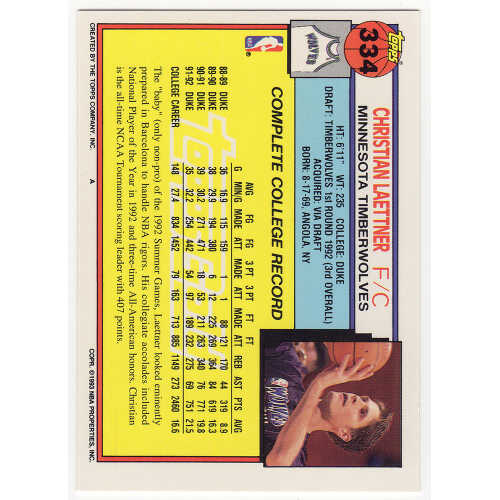 TOPPS
334
WOLVES
NBA
CHRISTIAN LAETTNER F/C
MINNESOTA TIMBERWOLVES
HT: 6'11" WT: 235 COLLEGE: DUKE
DRAFT: TIMBERWOLVES 1st ROUND 1992 (3rd OVERALL)
ACQUIRED: VIA DRAFT
BORN: 8-17-69, ANGOLA, NY
COMPLETE COLLEGE RECORD
AVG FG FG 3 PT 3 PT FT FT
G MIN/G MADE ATT MADE ATT MADE ATT REB AST PTS AVG
88-89 DUKE 36 16.9 115 159 1 1 88 121 170 44 319 8.9
89-90 DUKE 38 29.9 194 380 6 12 225 269 364 84 619 16.3
90-91 DUKE 39 30.2 271 471 18 53 211 263 340 76 771 19.8
91-92 DUKE 35 32.2 254 442 54 97 189 232 275 69 751 21.5
COLLEGE CAREER 148 27.4 834 1452 79 163 713 885 1149 273 2460 16.6
The "baby" (only non-pro) of the 1992 Summer Games, Laettner looked eminently
prepared in Barcelona to handle NBA rigors. His collegiate accolades included
National Player of the Year in 1992 and three-time All-American honors. Christian
is the all-time NCAA Tournament scoring leader with 407 points.
CREATED BY THE TOPPS COMPANY, INC. A COPR. ©1993 NBA PROPERTIES, INC.